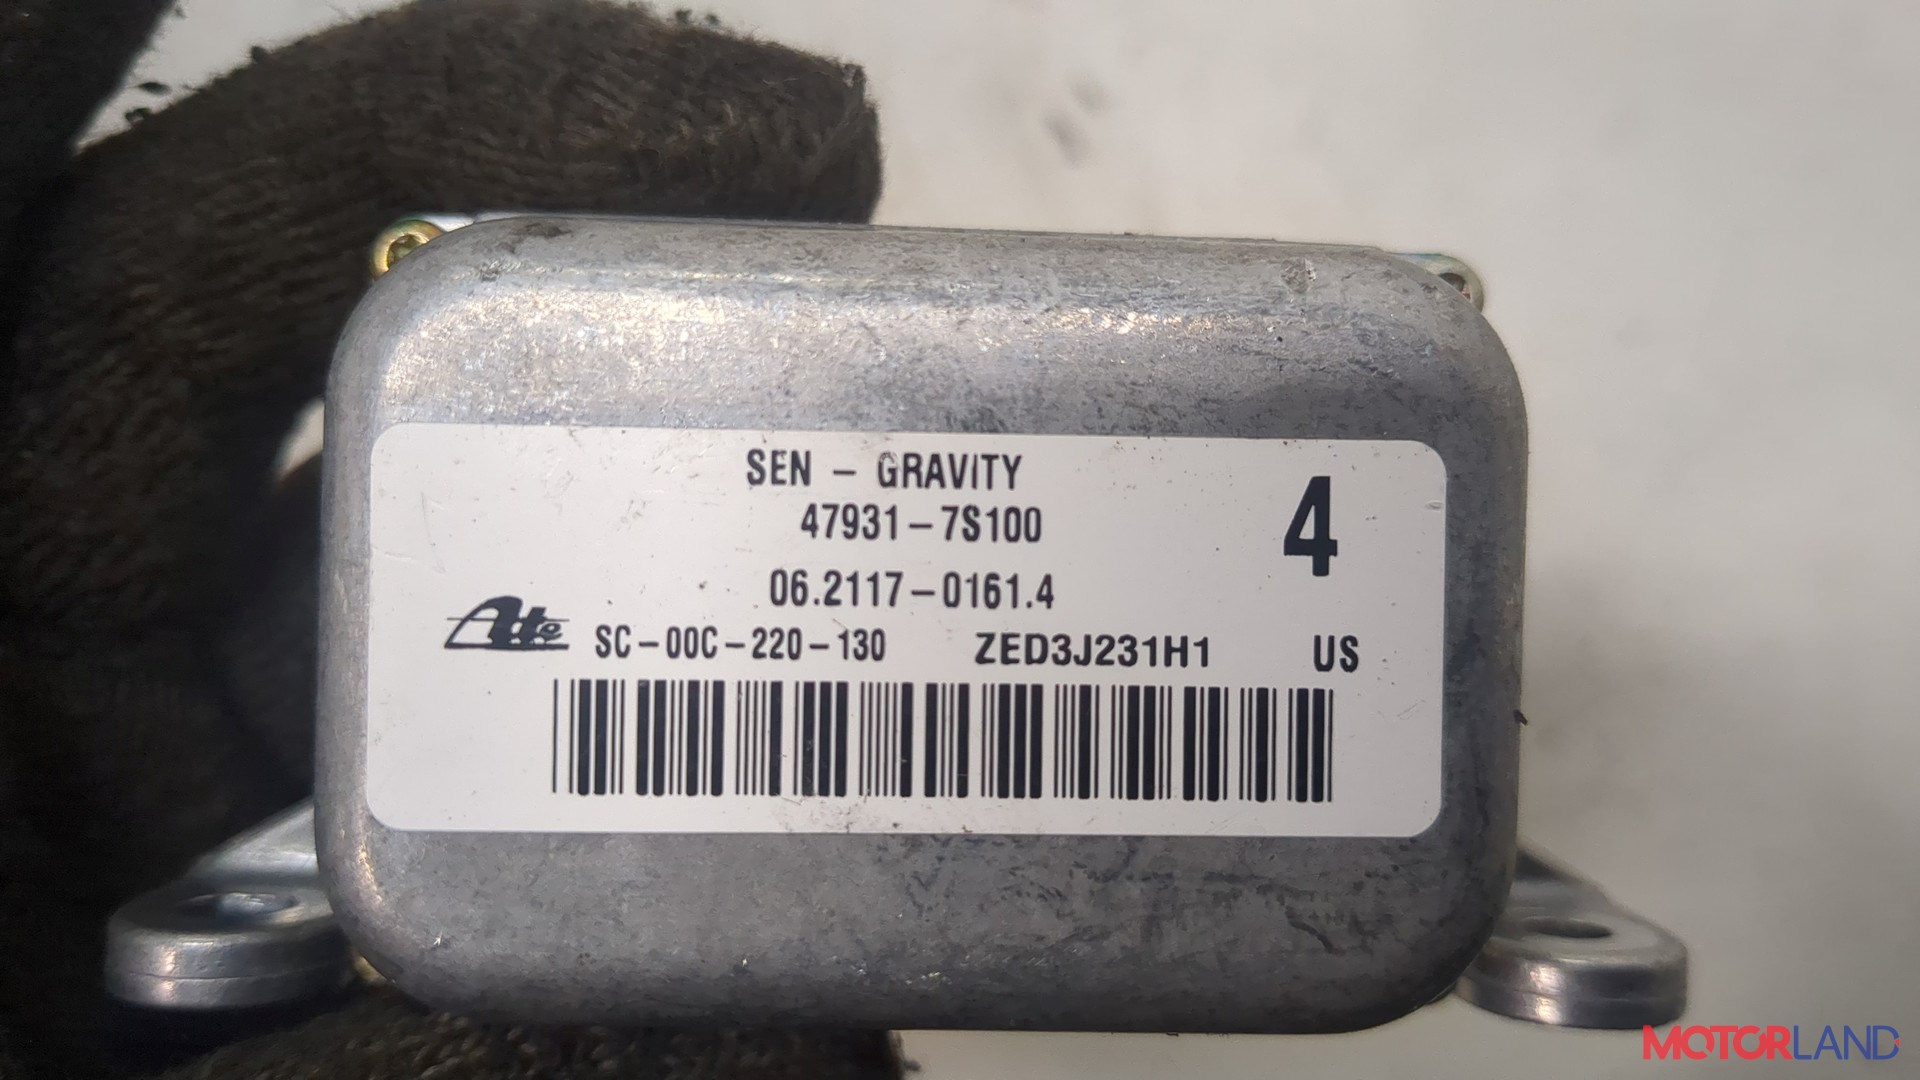 SEN - GRAVITY
47931-7S100
4
06.2117-0161.4
Ate SC-00C-220-130 ZED3J231H1 US
MOTORLAND